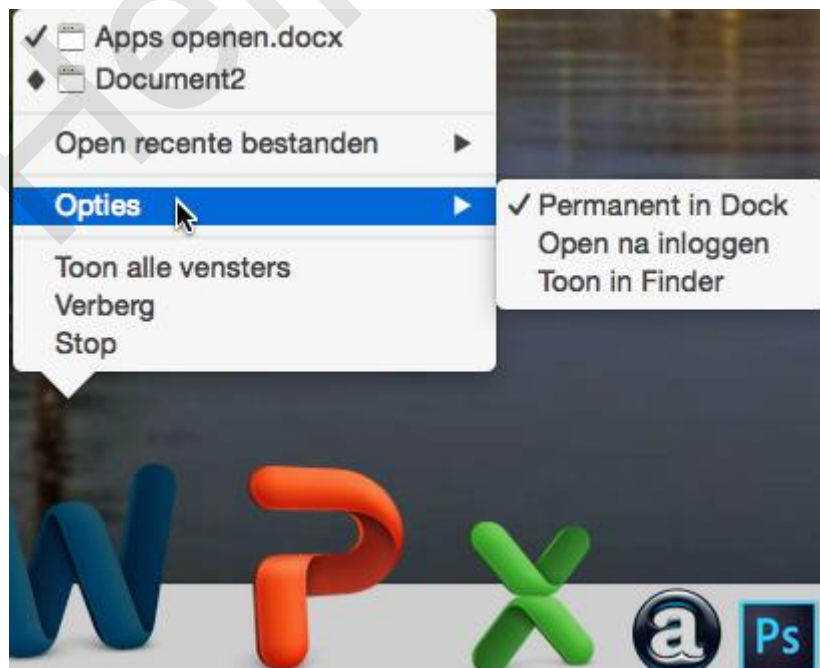 ✓ Apps openen.docx
◆ Document2
Open recente bestanden ▶
Opties ▶
✓ Permanent in Dock
Open na inloggen
Toon in Finder
Toon alle vensters
Verberg
Stop
W P X a Ps